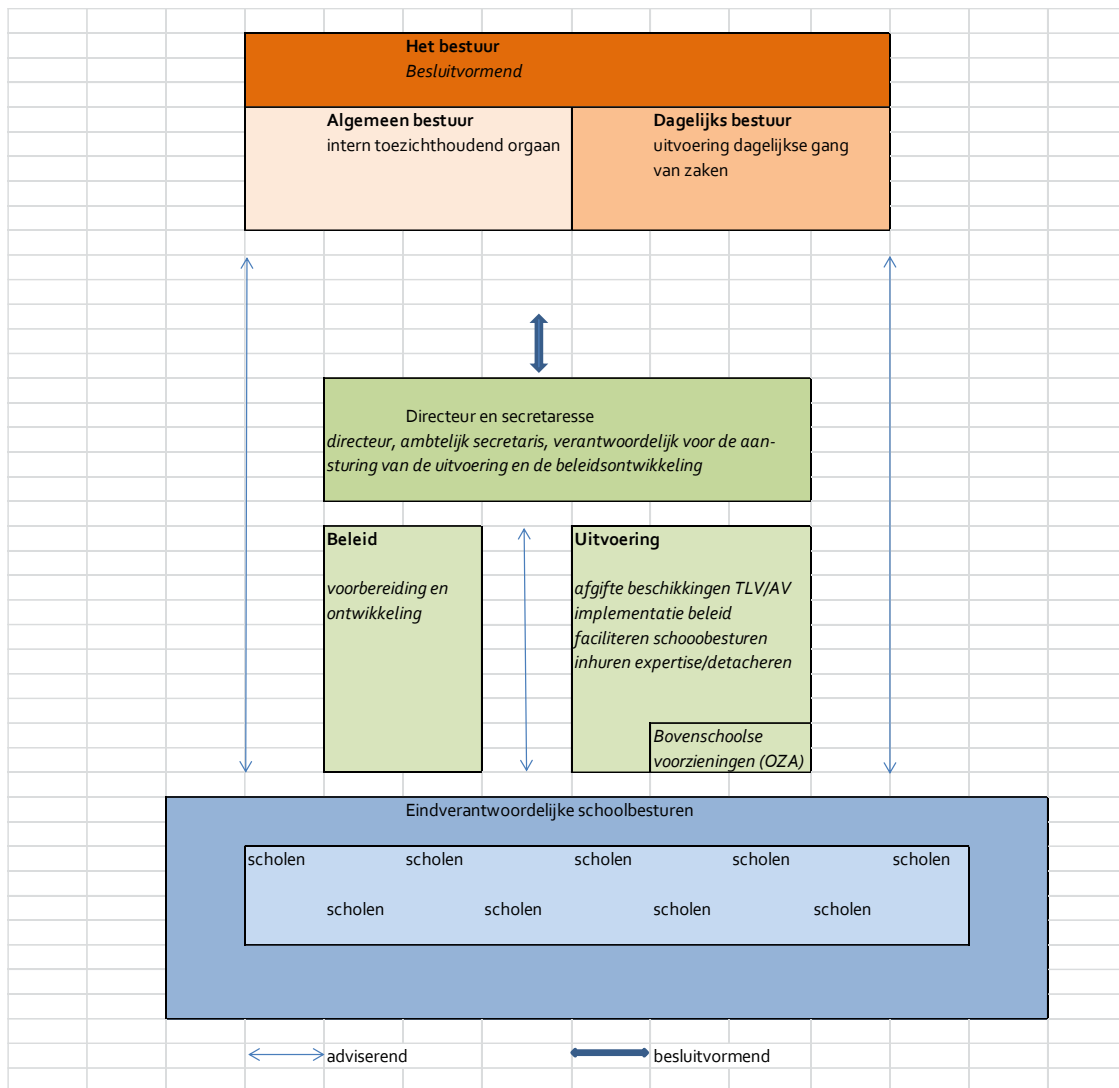 Het bestuur
Besluitvormend
Algemeen bestuur
intern toezichthoudend orgaan
Dagelijks bestuur
uitvoering dagelijkse gang
van zaken
Directeur en secretaresse
directeur, ambtelijk secretaris, verantwoordelijk voor de aan-
sturing van de uitvoering en de beleidsontwikkeling
Beleid
voorbereiding en
ontwikkeling
Uitvoering
afgifte beschikkingen TLV/AV
implementatie beleid
faciliteren schooobesturen
inhuren expertise/detacheren
Bovenschoolse
voorzieningen (OZA)
Eindverantwoordelijke schoolbesturen
scholen scholen scholen scholen scholen
scholen scholen scholen scholen
adviserend besluitvormend